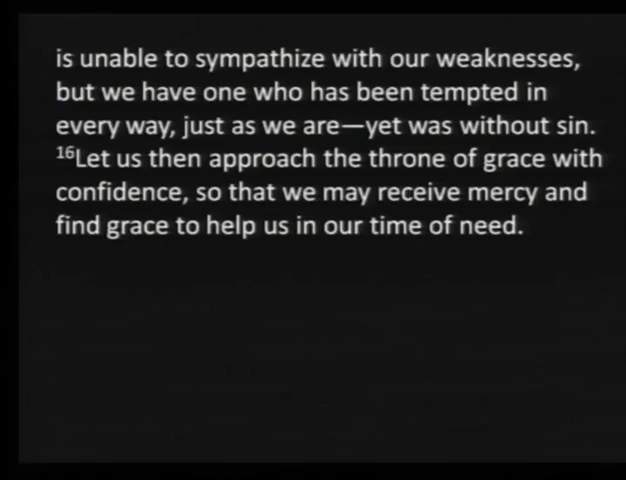 is unable to sympathize with our weaknesses,
but we have one who has been tempted in
every way, just as we are—yet was without sin.
¹⁶Let us then approach the throne of grace with
confidence, so that we may receive mercy and
find grace to help us in our time of need.